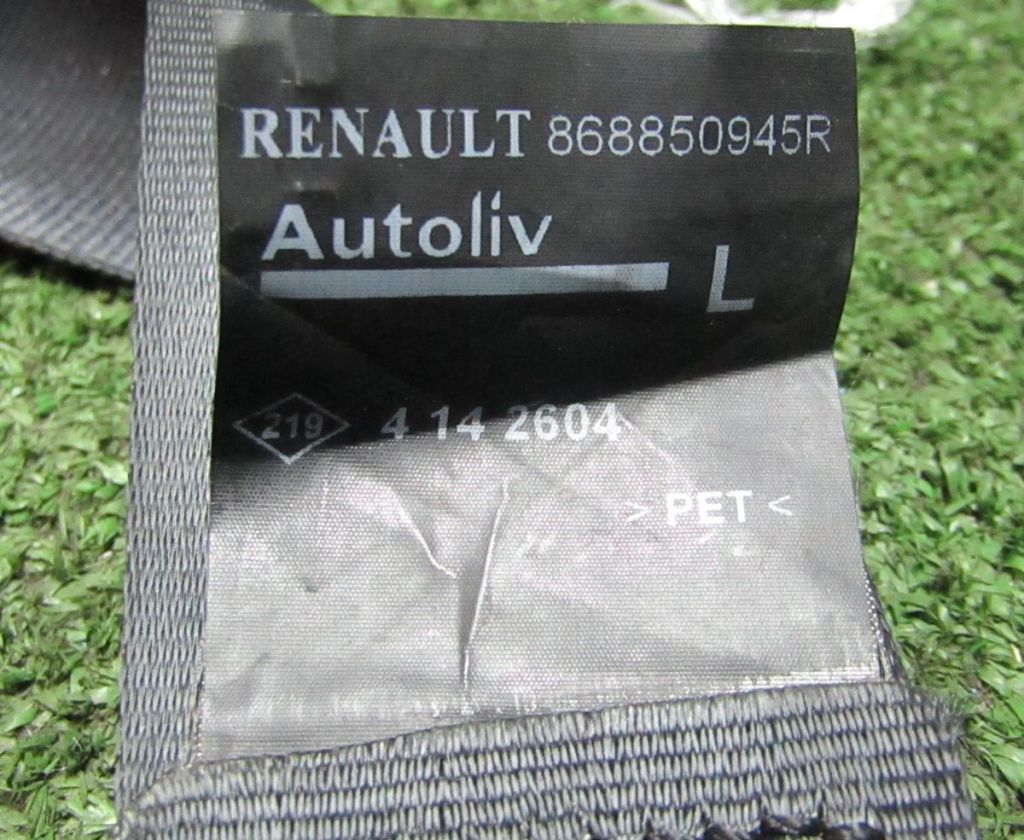 RENAULT 868850945R
Autoliv
L
219 4 14 2604
> PET <